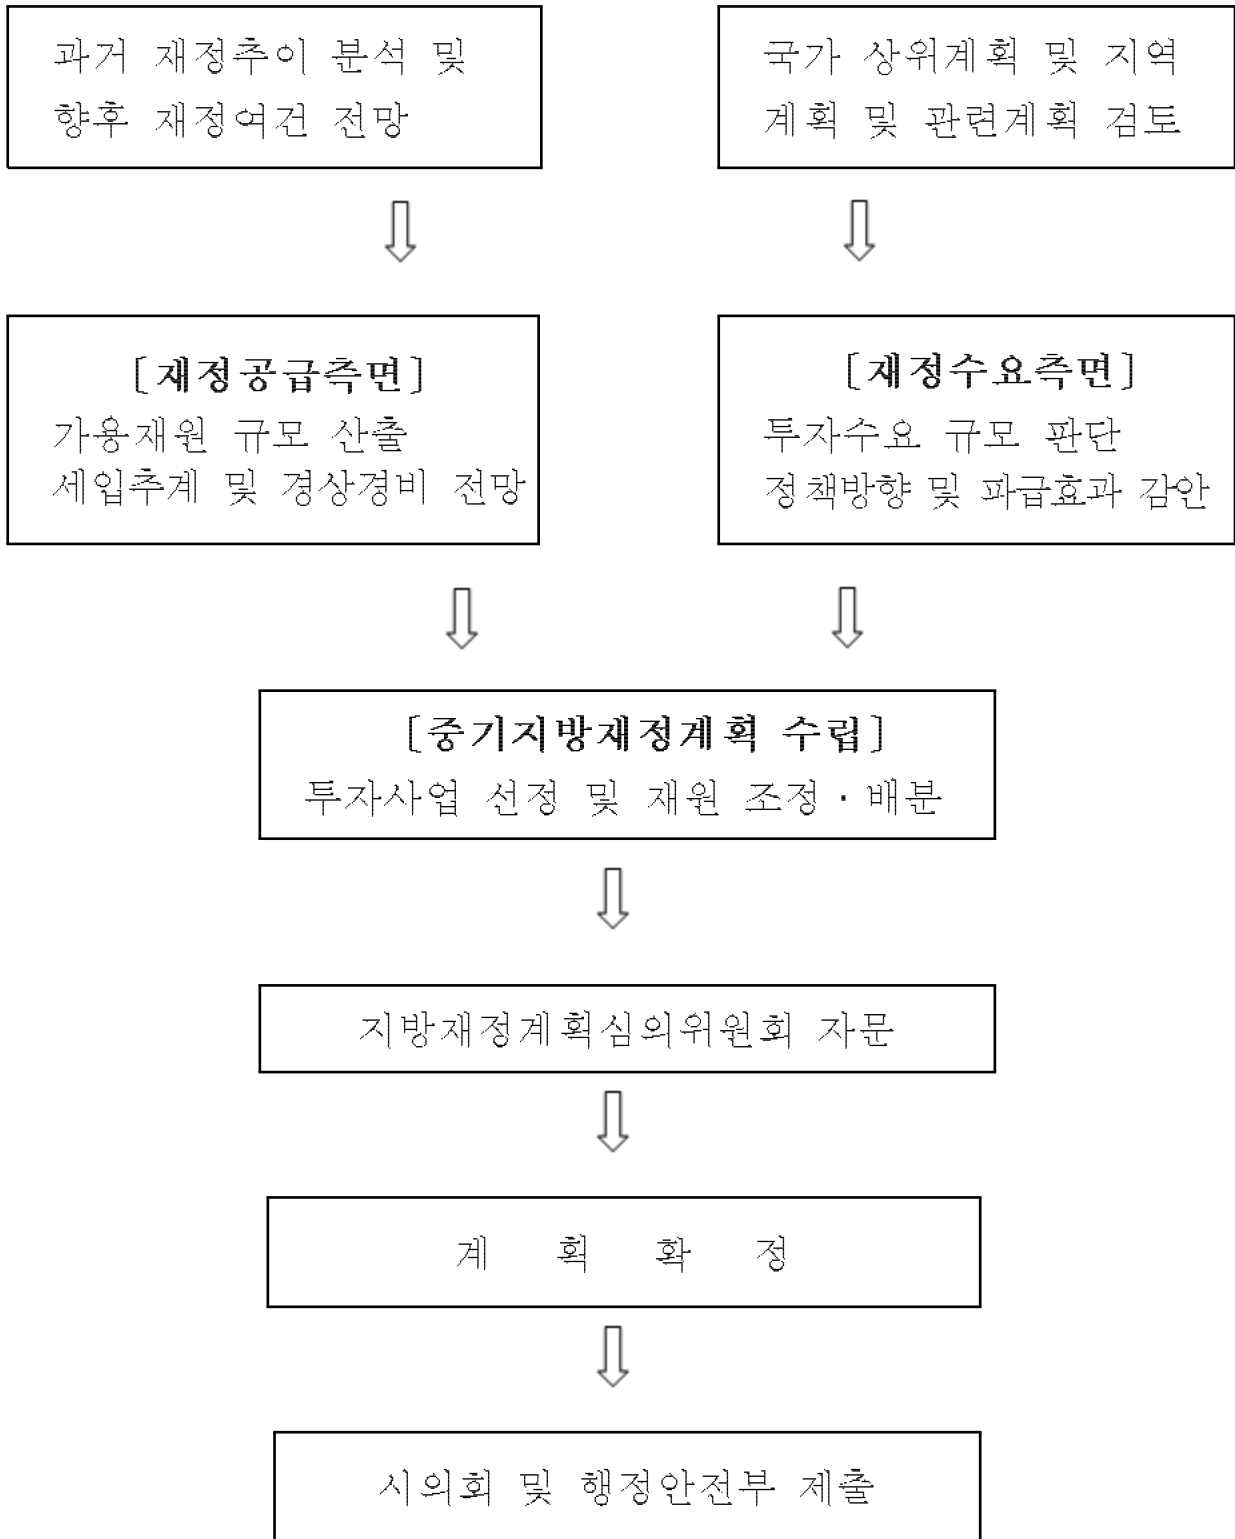 과거 재정추이 분석 및
향후 재정여건 전망
국가 상위계획 및 지역
계획 및 관련계획 검토
[재정공급측면]
가용재원 규모 산출
세입추계 및 경상경비 전망
[재정수요측면]
투자수요 규모 판단
정책방향 및 파급효과 감안
[중기지방재정계획 수립]
투자사업 선정 및 재원 조정·배분
지방재정계획심의위원회 자문
계 획 확 정
시의회 및 행정안전부 제출